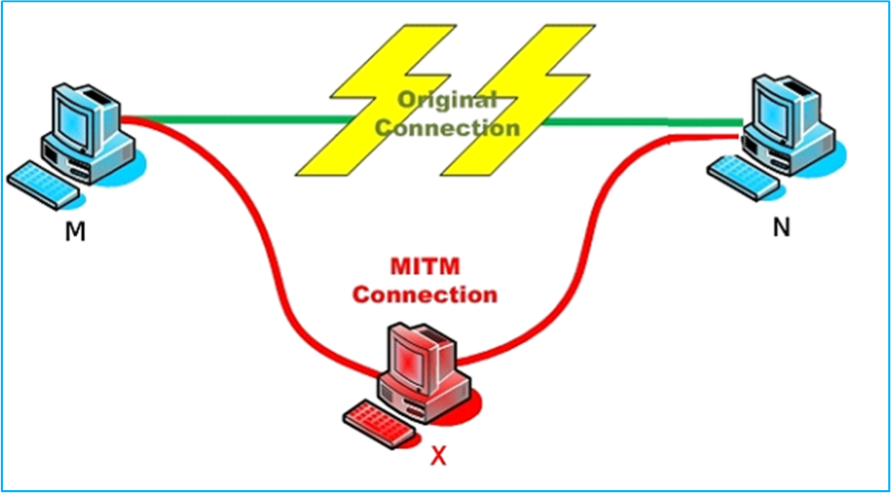 Original
Connection
M
N
MITM
Connection
X